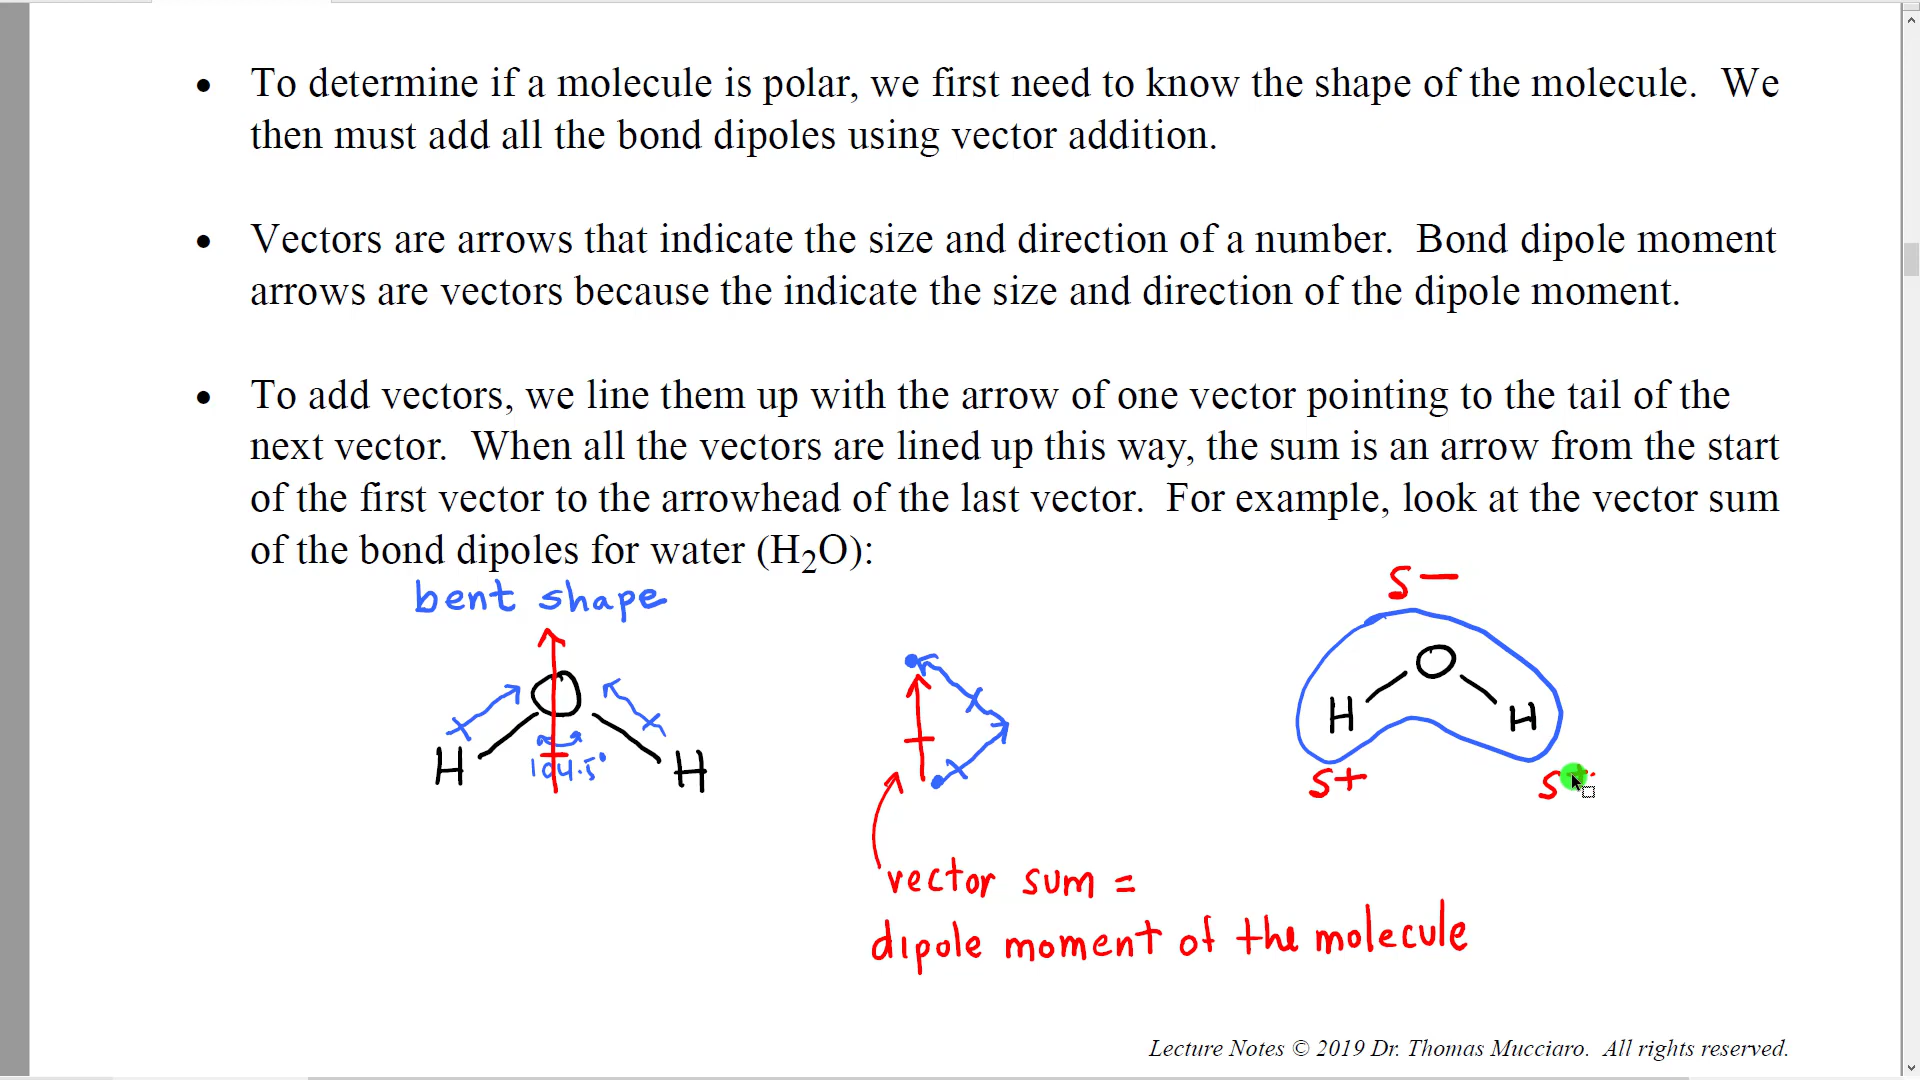 • To determine if a molecule is polar, we first need to know the shape of the molecule. We
then must add all the bond dipoles using vector addition.
• Vectors are arrows that indicate the size and direction of a number. Bond dipole moment
arrows are vectors because the indicate the size and direction of the dipole moment.
• To add vectors, we line them up with the arrow of one vector pointing to the tail of the
next vector. When all the vectors are lined up this way, the sum is an arrow from the start
of the first vector to the arrowhead of the last vector. For example, look at the vector sum
of the bond dipoles for water (H₂O):
bent shape
O
H H
104.5°
δ−
O
H H
δ+ δ+
vector sum =
dipole moment of the molecule
Lecture Notes © 2019 Dr. Thomas Mucciaro. All rights reserved.